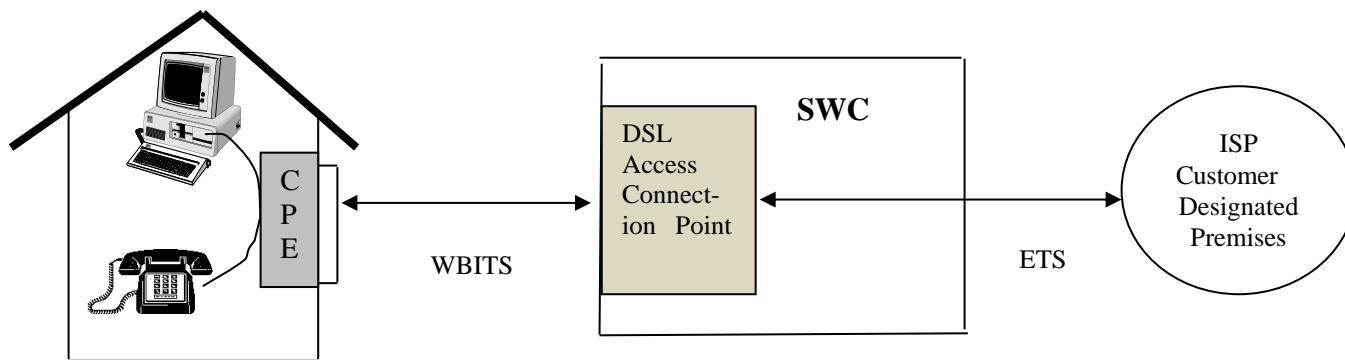 C
P
E
WBITS
DSL
Access
Connect-
ion Point
SWC
ETS
ISP
Customer
Designated
Premises